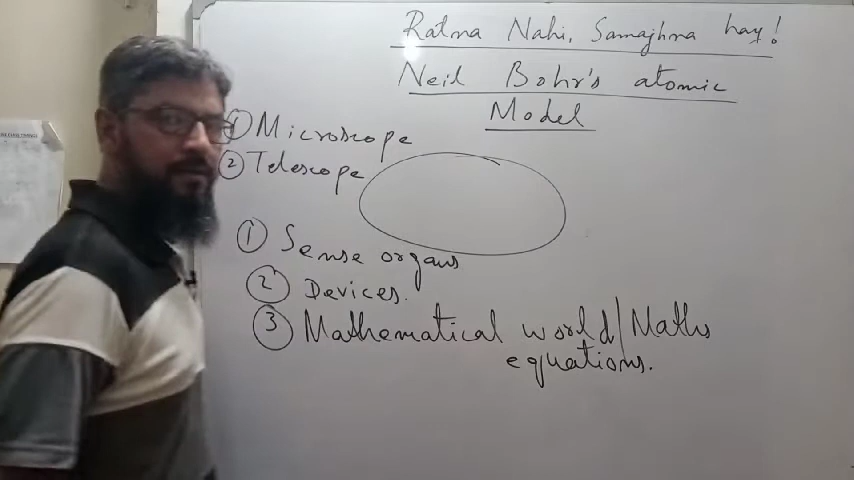 Ratna Nahi, Samajhna hay!
Neil Bohr's atomic
Model
① Microscope
② Telescope
① Sense organs
② Devices.
③ Mathematical world/Maths
equations.